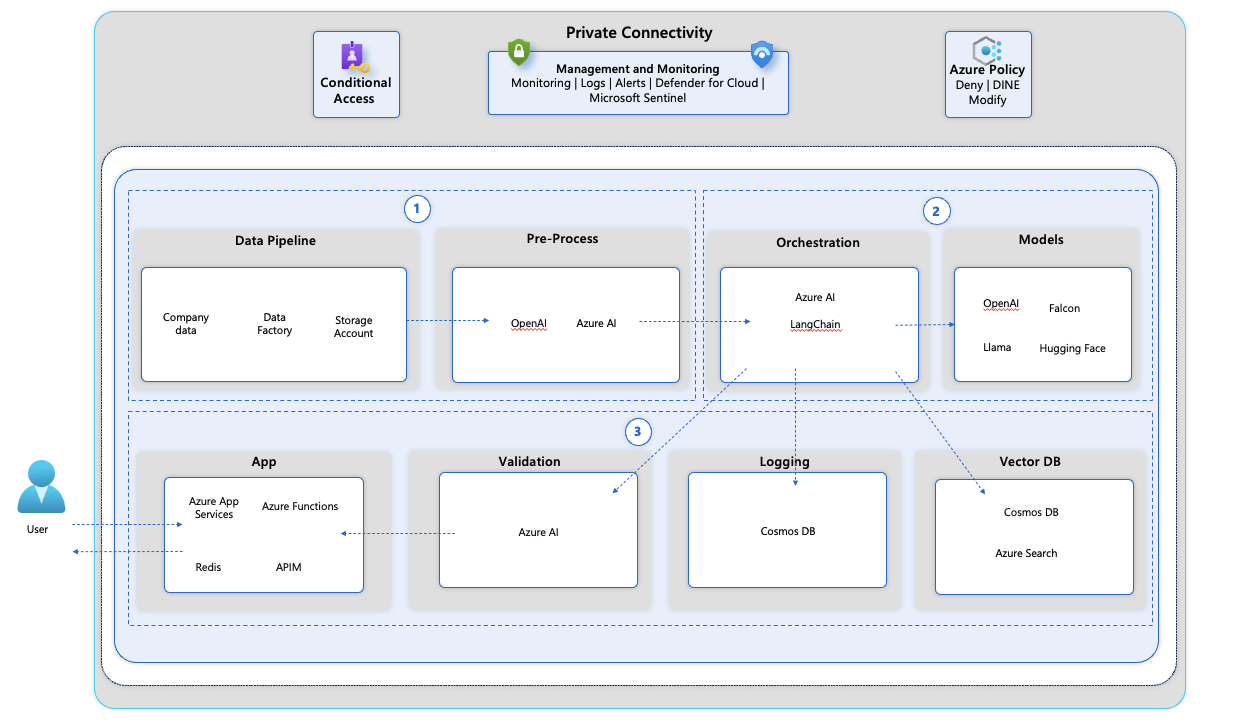 Private Connectivity
Conditional
Access
Management and Monitoring
Monitoring | Logs | Alerts | Defender for Cloud |
Microsoft Sentinel
Azure Policy
Deny | DINE
Modify
1
Data Pipeline
Company
data
Data
Factory
Storage
Account
Pre-Process
OpenAI
Azure AI
2
Orchestration
Azure AI
LangChain
Models
OpenAI
Falcon
Llama
Hugging Face
3
User
App
Azure App
Services
Azure Functions
Redis
APIM
Validation
Azure AI
Logging
Cosmos DB
Vector DB
Cosmos DB
Azure Search